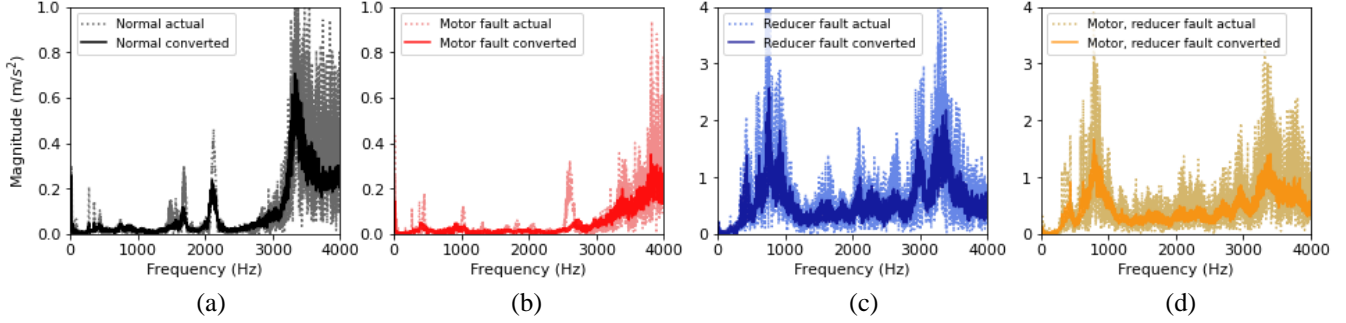 Magnitude (m/s²)
1.0
0.8
0.6
0.4
0.2
0.0
Normal actual
Normal converted
0 1000 2000 3000 4000
Frequency (Hz)
(a)
1.0
0.8
0.6
0.4
0.2
0.0
Motor fault actual
Motor fault converted
0 1000 2000 3000 4000
Frequency (Hz)
(b)
4
3
2
1
0
Reducer fault actual
Reducer fault converted
0 1000 2000 3000 4000
Frequency (Hz)
(c)
4
3
2
1
0
Motor, reducer fault actual
Motor, reducer fault converted
0 1000 2000 3000 4000
Frequency (Hz)
(d)